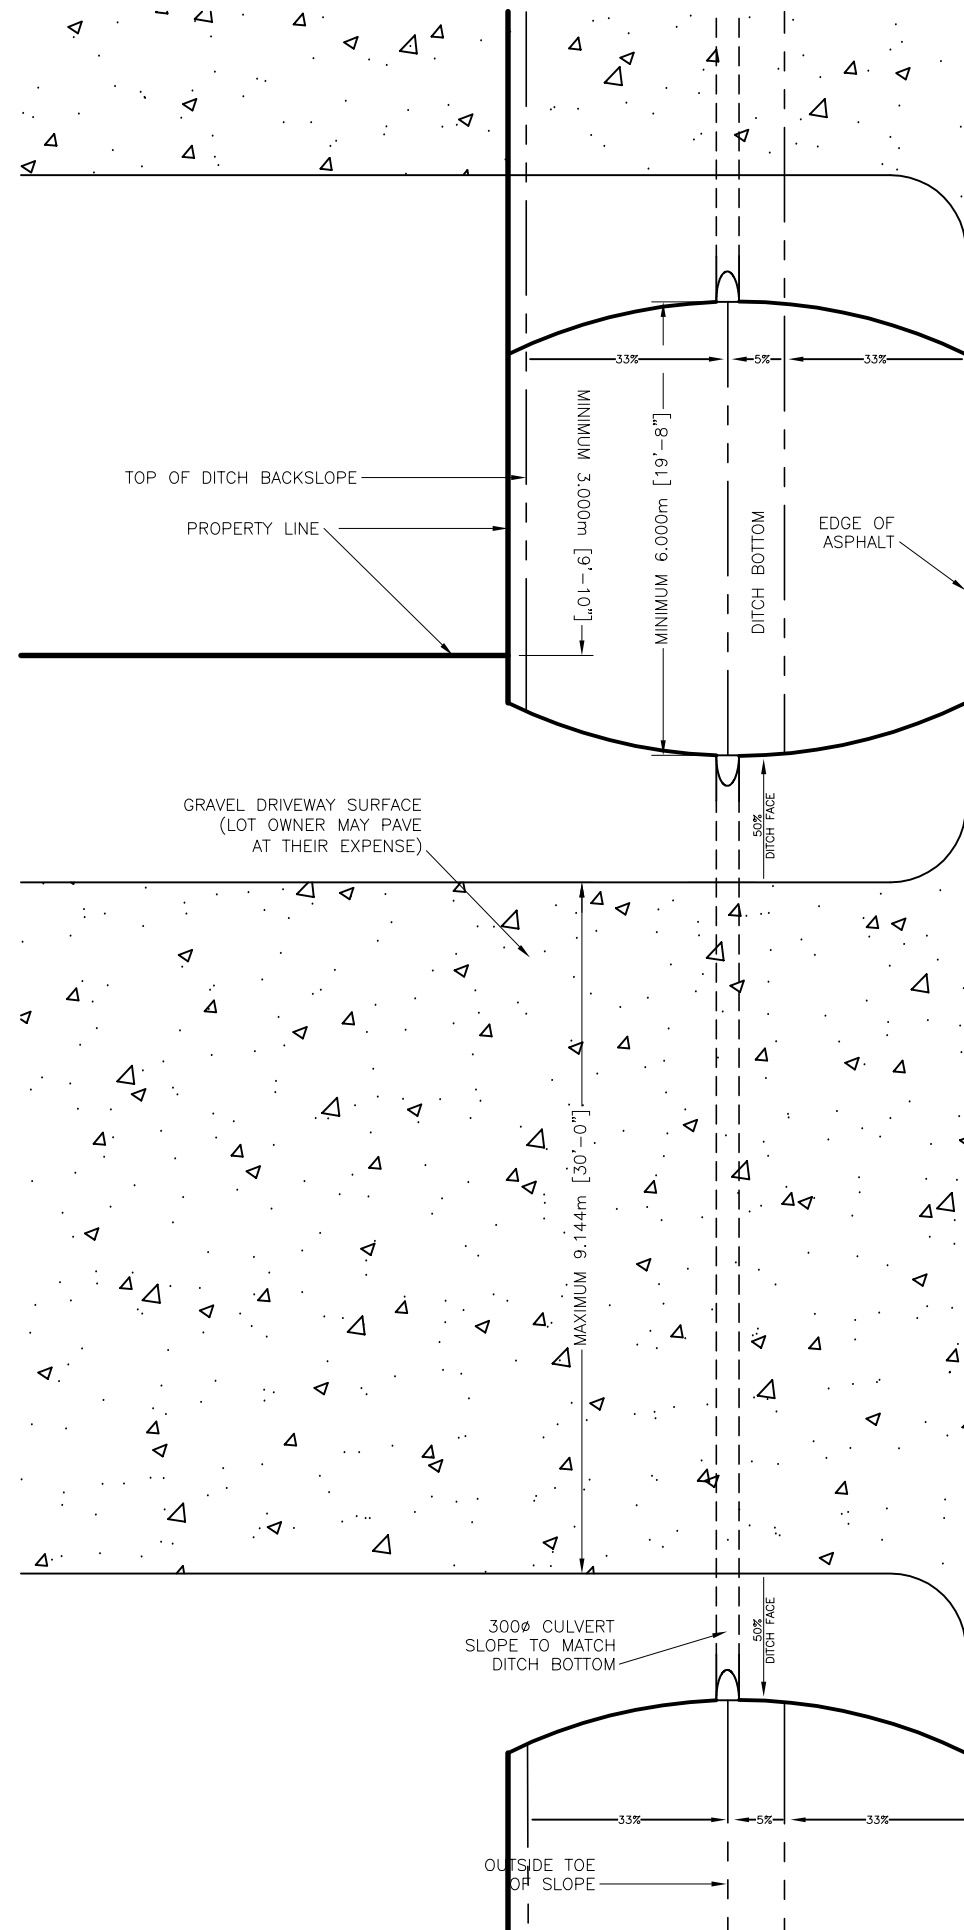 33%
5%
33%
MINIMUM 3.000m [9'-10"]
MINIMUM 6.000m [19'-8"]
TOP OF DITCH BACKSLOPE
PROPERTY LINE
DITCH BOTTOM
EDGE OF
ASPHALT
GRAVEL DRIVEWAY SURFACE
(LOT OWNER MAY PAVE
AT THEIR EXPENSE)
50%
DITCH FACE
MAXIMUM 9.144m [30'-0"]
300ø CULVERT
SLOPE TO MATCH
DITCH BOTTOM
50%
DITCH FACE
33%
5%
33%
OUTSIDE TOE
OF SLOPE